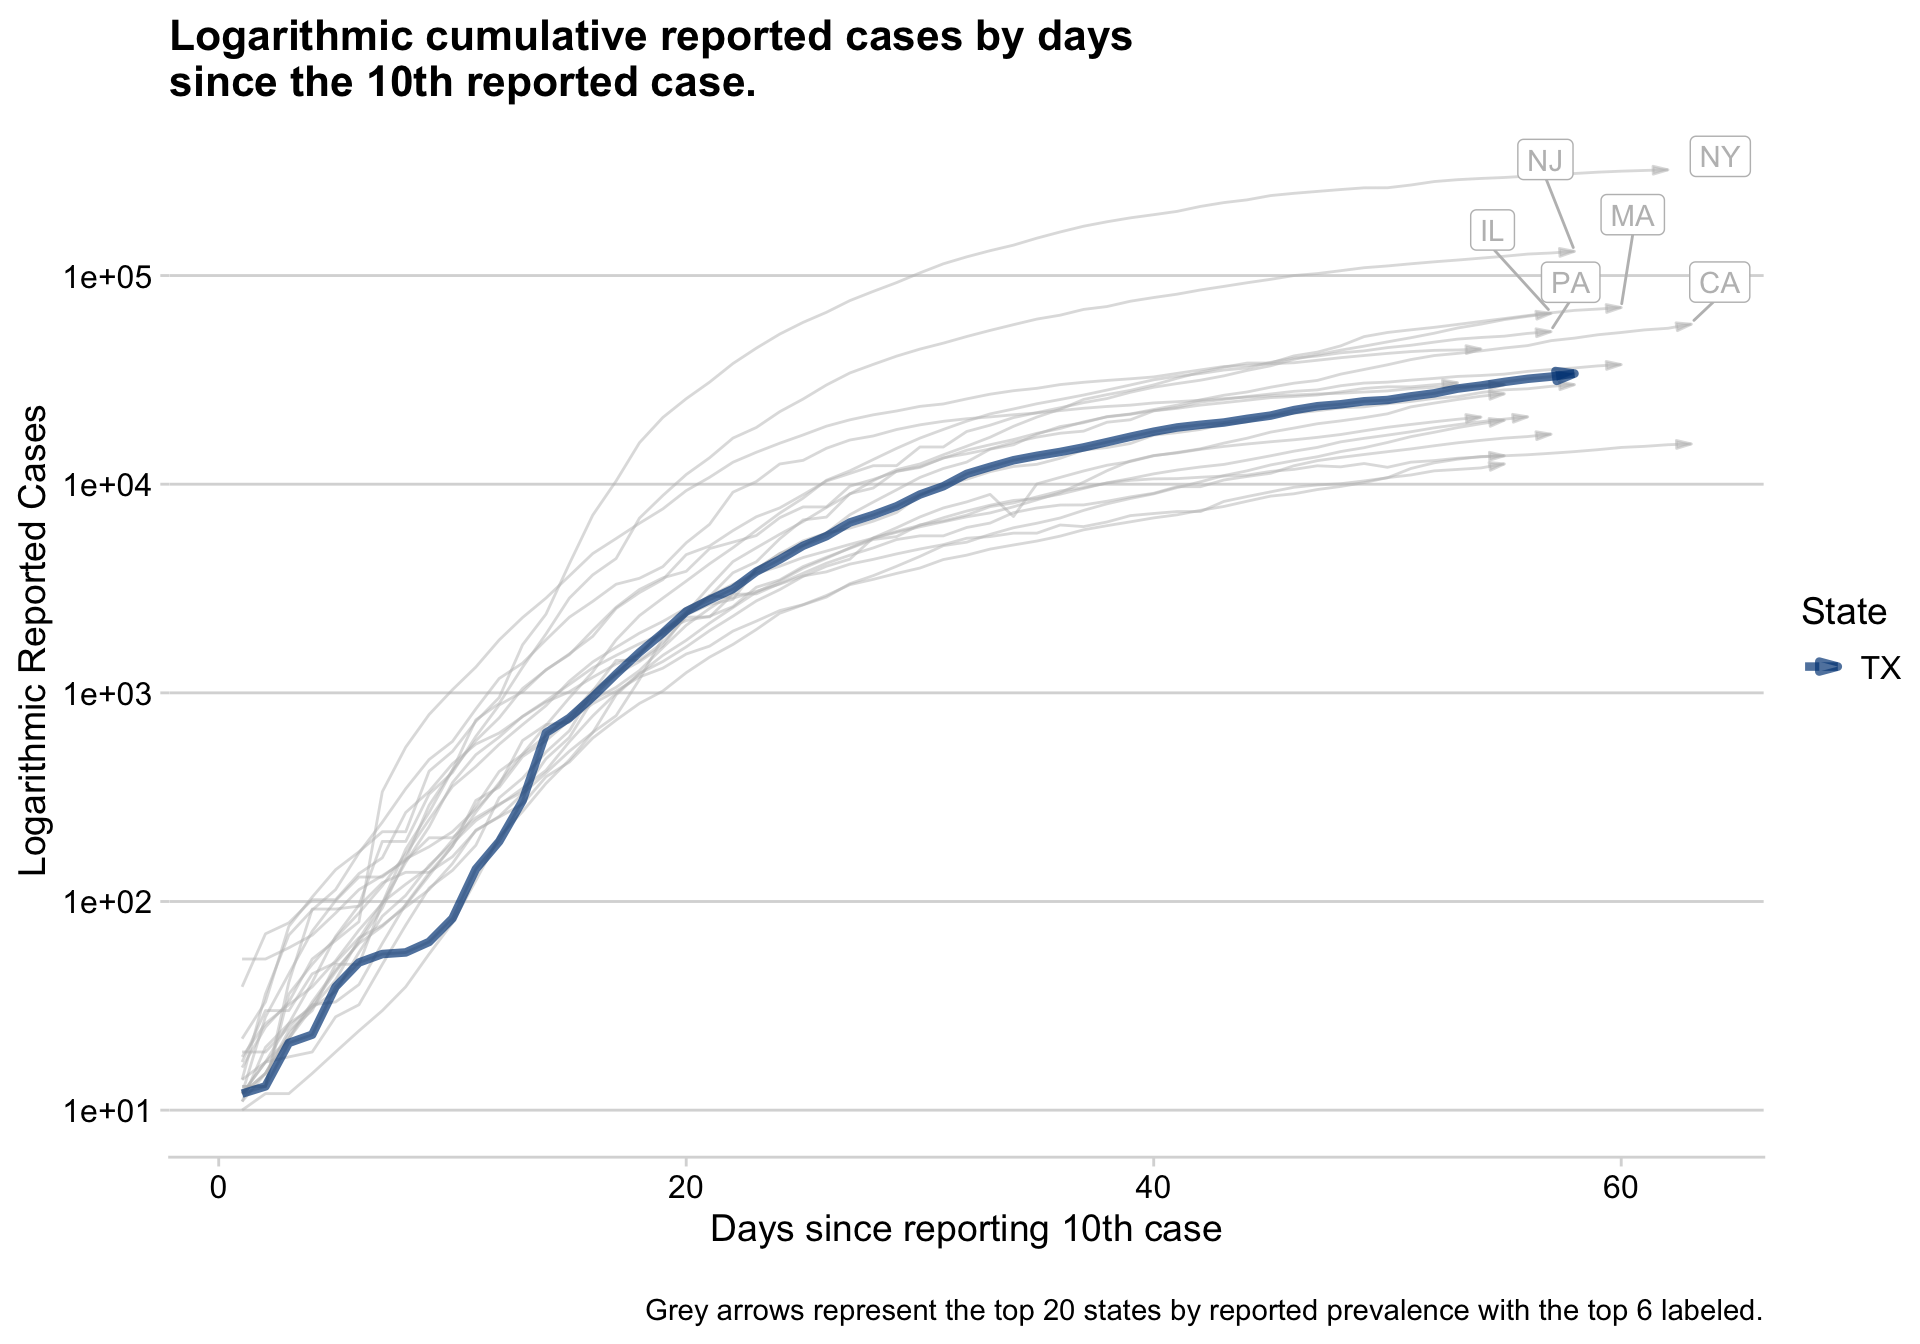 Logarithmic cumulative reported cases by days
since the 10th reported case.
NJ
NY
IL
MA
PA
CA
1e+05
1e+04
1e+03
1e+02
1e+01
Logarithmic Reported Cases
State
TX
0
20
40
60
Days since reporting 10th case
Grey arrows represent the top 20 states by reported prevalence with the top 6 labeled.